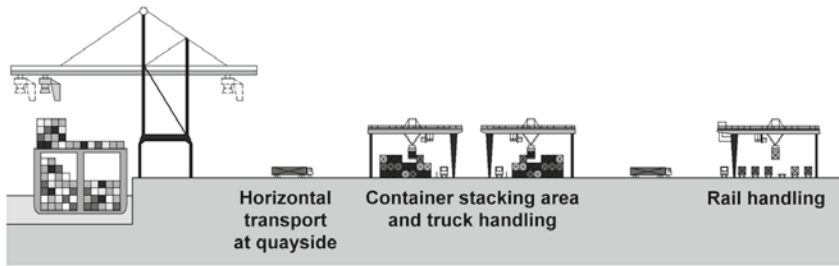 Horizontal
transport
at quayside
Container stacking area
and truck handling
Rail handling